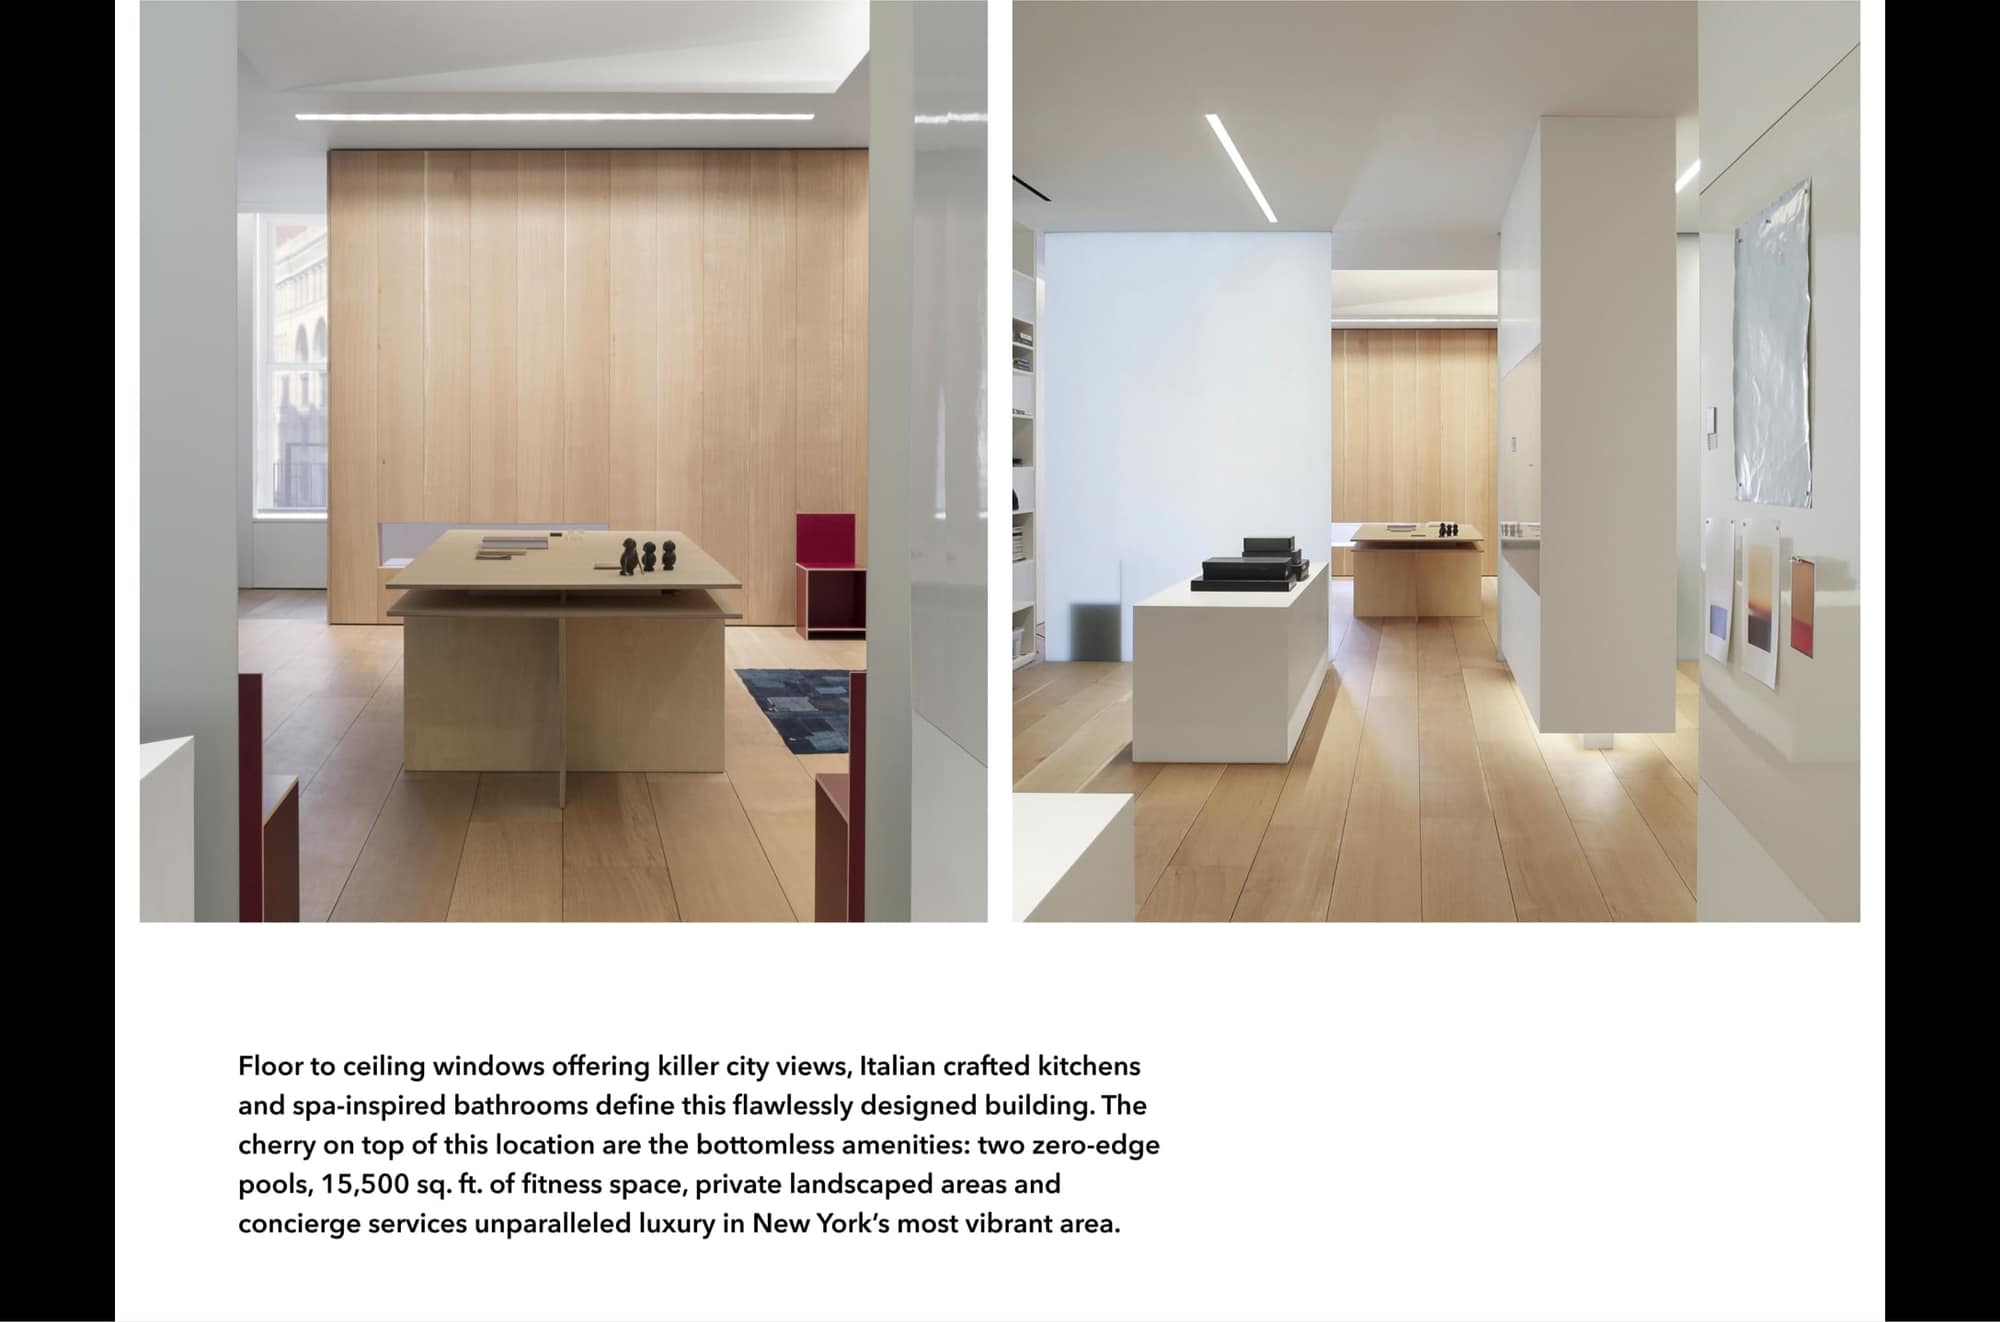 Floor to ceiling windows offering killer city views, Italian crafted kitchens
and spa-inspired bathrooms define this flawlessly designed building. The
cherry on top of this location are the bottomless amenities: two zero-edge
pools, 15,500 sq. ft. of fitness space, private landscaped areas and
concierge services unparalleled luxury in New York’s most vibrant area.